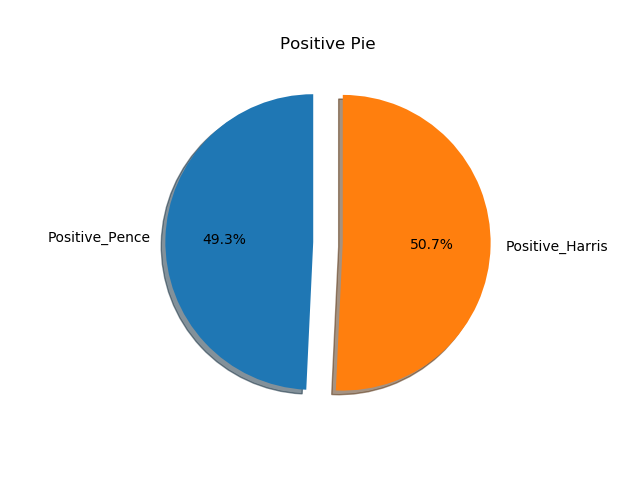 Positive Pie
Positive_Pence
49.3%
50.7%
Positive_Harris